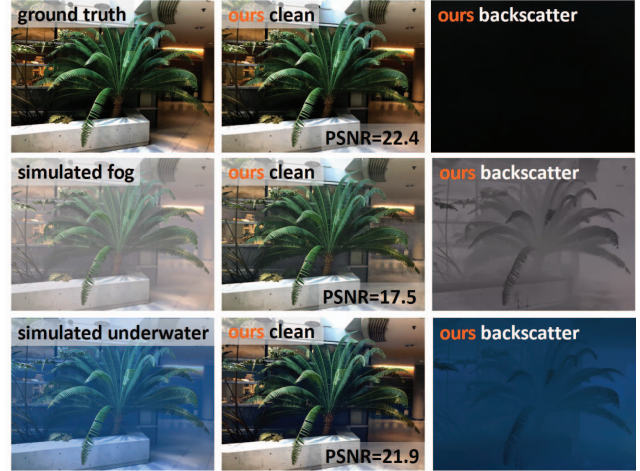 ground truth
ours clean
ours backscatter
PSNR=22.4
simulated fog
ours clean
ours backscatter
PSNR=17.5
simulated underwater
ours clean
ours backscatter
PSNR=21.9